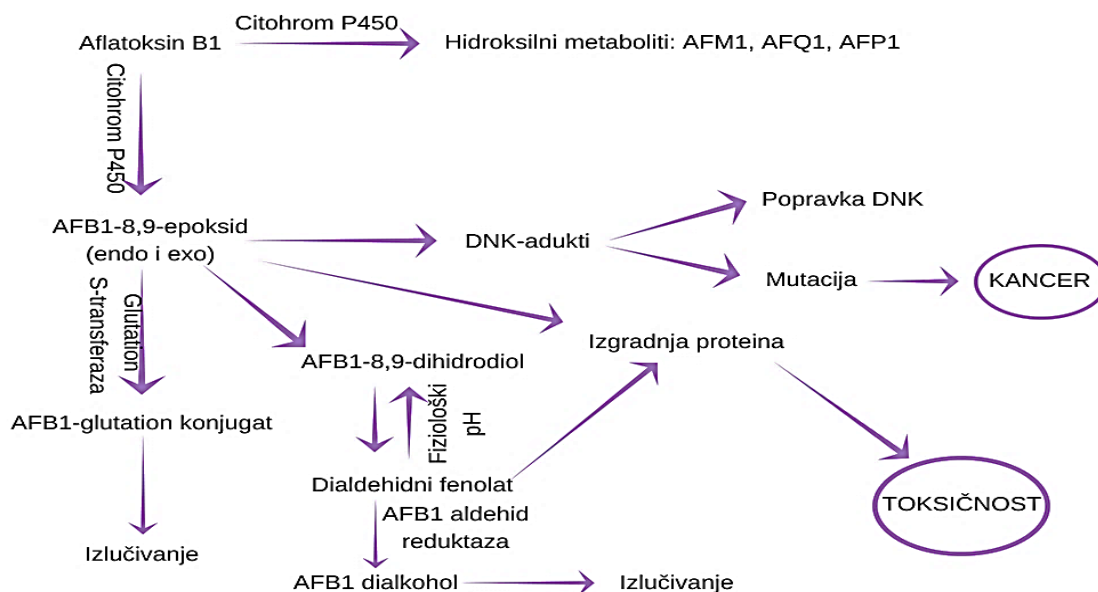 Citohrom P450
Aflatoksin B1
Hidroksilni metaboliti: AFM1, AFQ1, AFP1
Citohrom P450
Popravka DNK
AFB1-8,9-epoksid
(endo i exo)
DNK-adukti
Mutacija
KANCER
Glutation
S-transferaza
Izgradnja proteina
AFB1-8,9-dihidrodiol
Fiziološki
pH
AFB1-glutation konjugat
Dialdehidni fenolat
TOKSIČNOST
AFB1 aldehid
reduktaza
Izlučivanje
AFB1 dialkohol
Izlučivanje